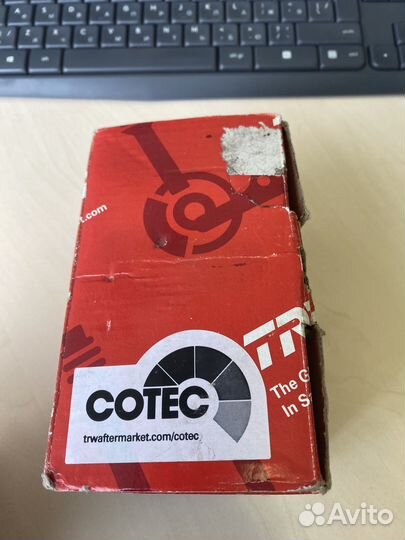 t.com
TR
The G
In S
COTEC
trwaftermarket.com/cotec
Avito